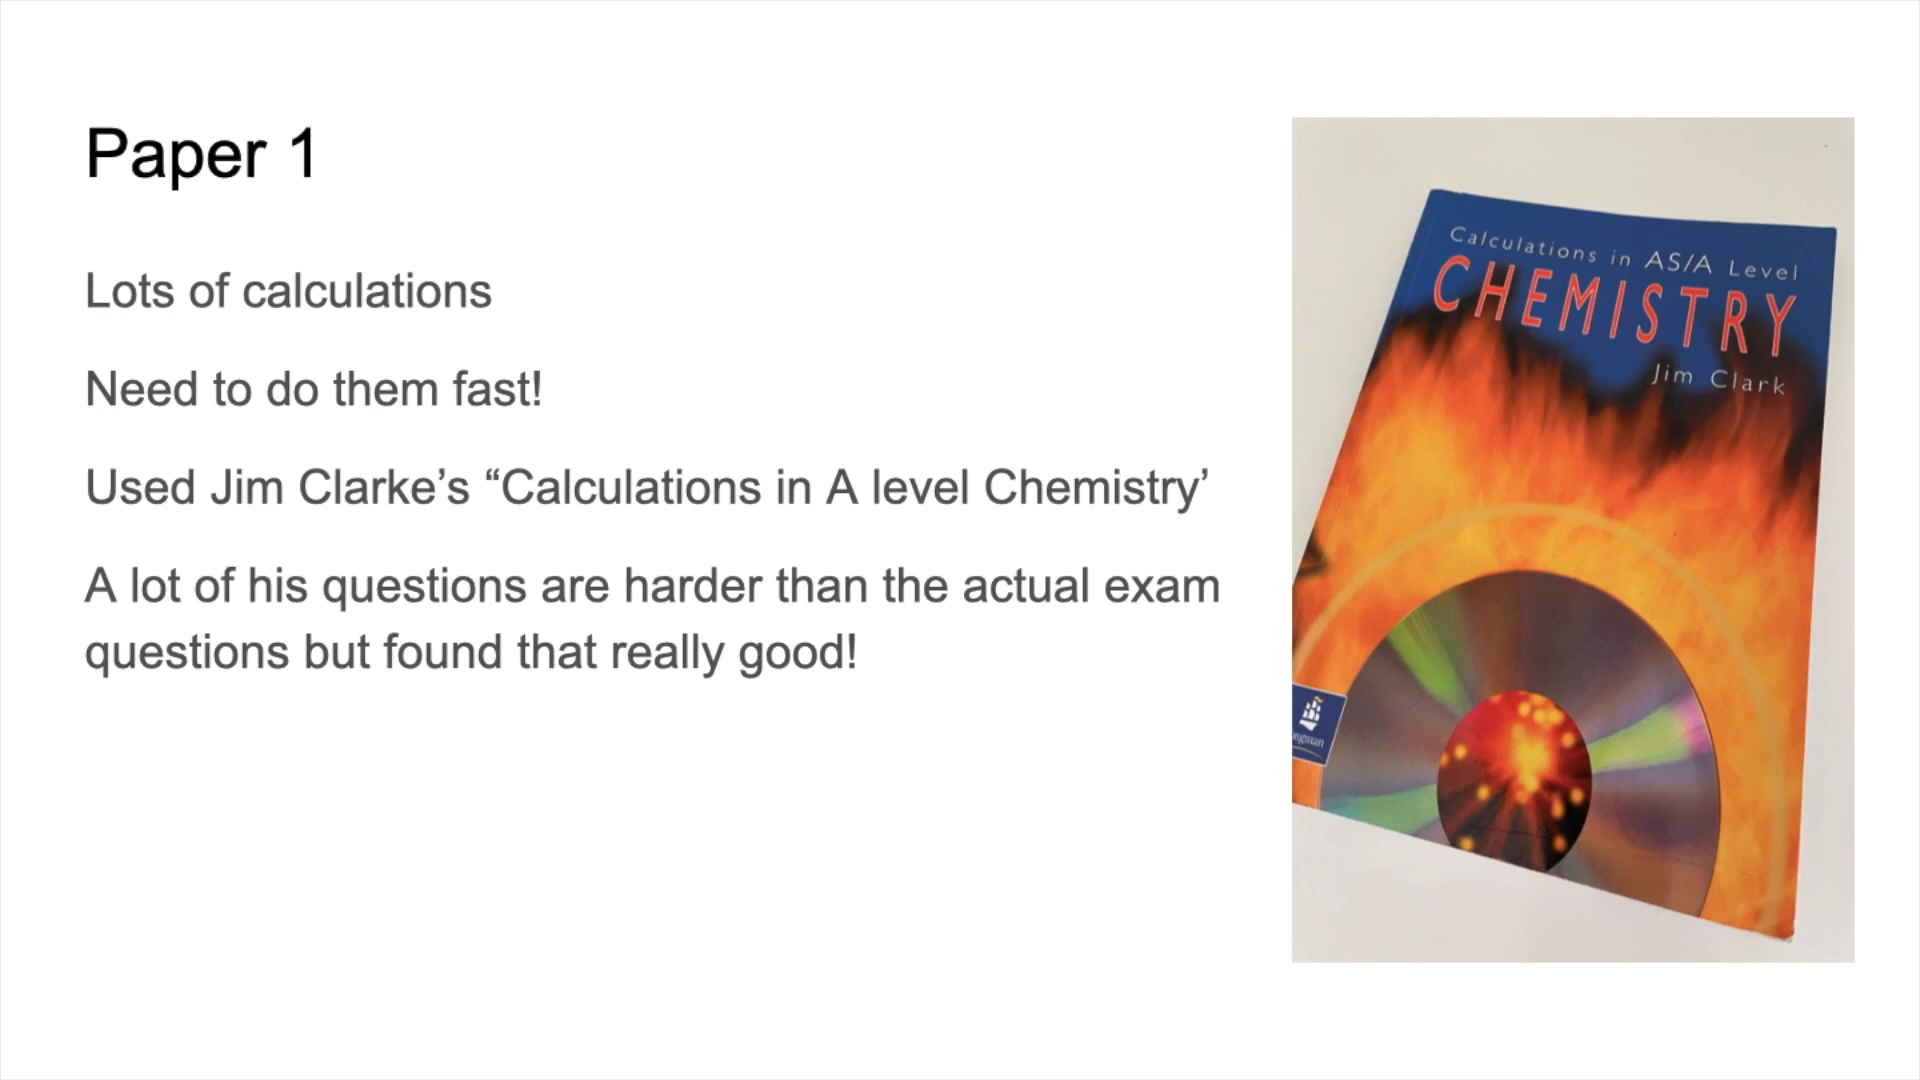 Paper 1
Lots of calculations
Need to do them fast!
Used Jim Clarke’s “Calculations in A level Chemistry’
A lot of his questions are harder than the actual exam
questions but found that really good!
Calculations in AS/A Level
CHEMISTRY
Jim Clark